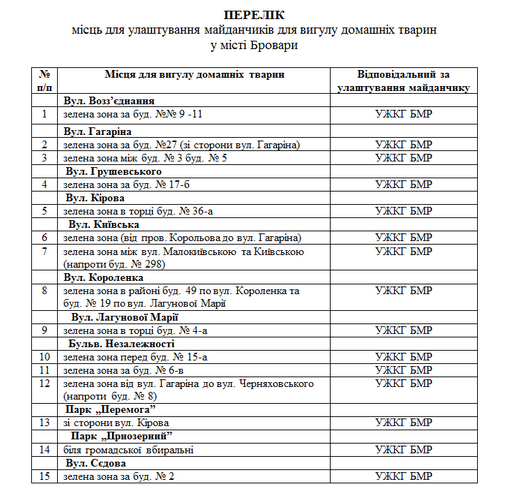 ПЕРЕЛІК
місць для улаштування майданчиків для вигулу домашніх тварин
у місті Бровари
№ п/п Місця для вигулу домашніх тварин Відповідальний за улаштування майданчику
Вул. Возз’єднання
1 зелена зона за буд. №№ 9 -11 УЖКГ БМР
Вул. Гагаріна
2 зелена зона за буд. №27 (зі сторони вул. Гагаріна) УЖКГ БМР
3 зелена зона між буд. № 3 буд. № 5 УЖКГ БМР
Вул. Грушевського
4 зелена зона за буд. № 17-б УЖКГ БМР
Вул. Кірова
5 зелена зона в торці буд. № 36-а УЖКГ БМР
Вул. Київська
6 зелена зона (від пров. Корольова до вул. Гагаріна) УЖКГ БМР
7 зелена зона між вул. Малокиївською та Київською УЖКГ БМР
(напроти буд. № 298)
Вул. Короленка
8 зелена зона в районі буд. 49 по вул. Короленка та УЖКГ БМР
буд. № 19 по вул. Лагунової Марії
Вул. Лагунової Марії
9 зелена зона в торці буд. № 4-а УЖКГ БМР
Бульв. Незалежності
10 зелена зона перед буд. № 15-а УЖКГ БМР
11 зелена зона за буд. № 6-в УЖКГ БМР
12 зелена зона від вул. Гагаріна до вул. Черняховського УЖКГ БМР
(напроти буд. № 8)
Парк „Перемога”
13 зі сторони вул. Кірова УЖКГ БМР
Парк „Приозерний”
14 біля громадської вбиральні УЖКГ БМР
Вул. Сєдова
15 зелена зона за буд. № 2 УЖКГ БМР